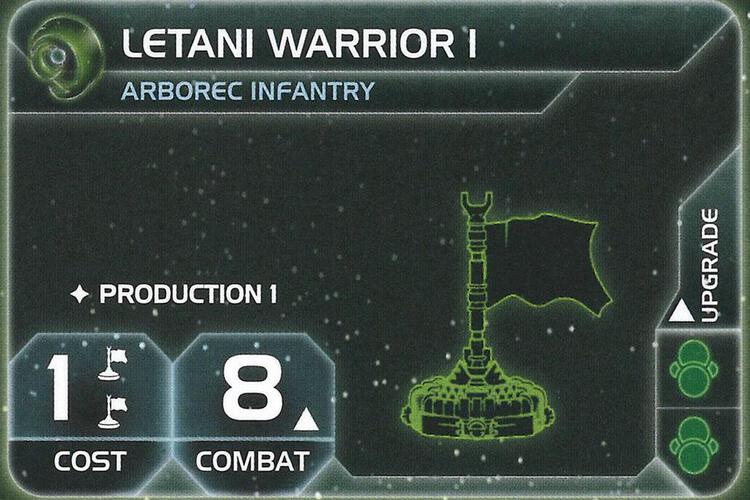 LETANI WARRIOR I
ARBOREC INFANTRY
UPGRADE
✦ PRODUCTION 1
1
8
COST
COMBAT